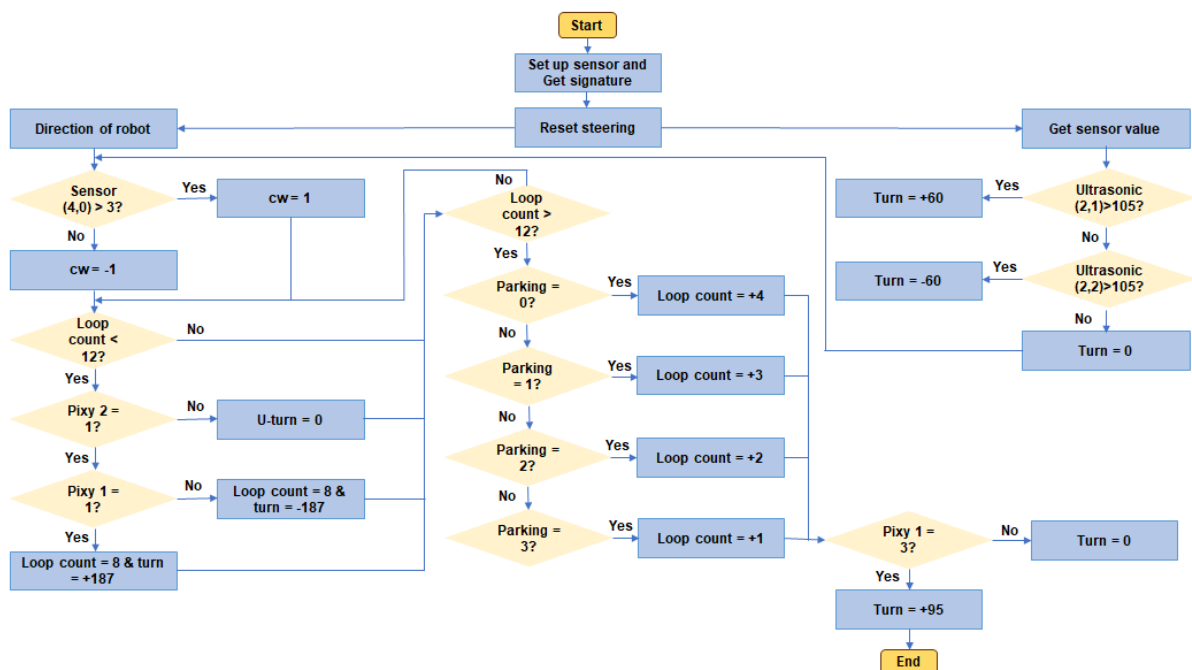 Start
Set up sensor and
Get signature
Direction of robot
Reset steering
Get sensor value
Sensor
(4,0) > 3?
Yes
cw = 1
No
cw = -1
Loop
count <
12?
No
Yes
Pixy 2 =
1?
No
U-turn = 0
Yes
Pixy 1 =
1?
No
Loop count = 8 &
turn = -187
Yes
Loop count = 8 & turn
= +187
No
Loop
count >
12?
Yes
Parking =
0?
Yes
Loop count = +4
No
Parking
= 1?
Yes
Loop count = +3
No
Parking =
2?
Yes
Loop count = +2
No
Parking =
3?
Yes
Loop count = +1
Turn = +60
Yes
Ultrasonic
(2,1)>105?
No
Turn = -60
Yes
Ultrasonic
(2,2)>105?
No
Turn = 0
Pixy 1 =
3?
No
Turn = 0
Yes
Turn = +95
End